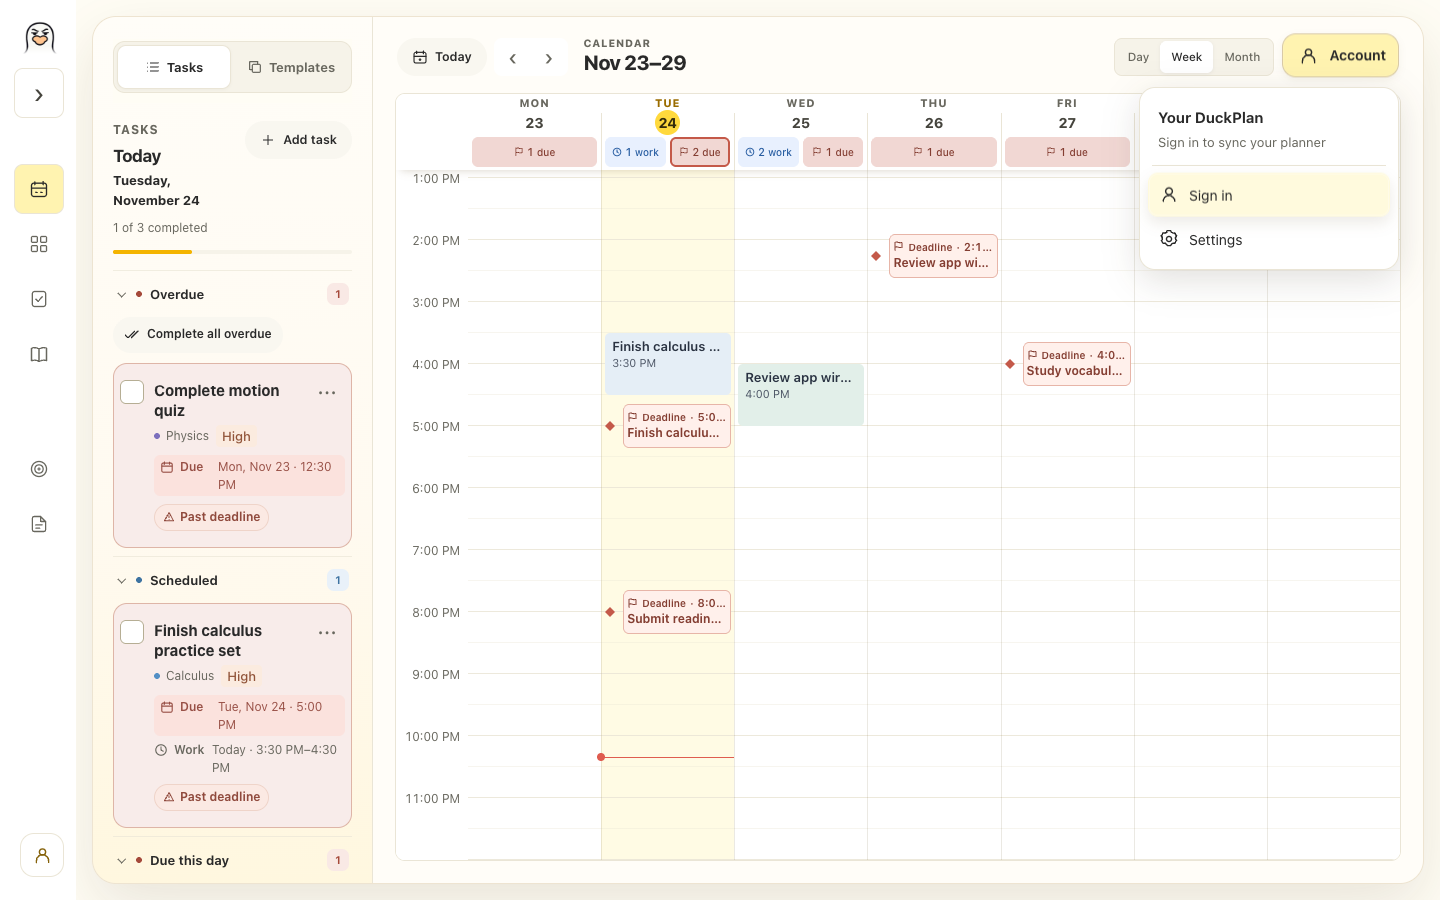 Tasks
Templates
TASKS
Today
Tuesday,
November 24
1 of 3 completed
Add task
Overdue
1
Complete all overdue
Complete motion
quiz
Physics High
Due Mon, Nov 23 · 12:30
PM
Past deadline
Scheduled
1
Finish calculus
practice set
Calculus High
Due Tue, Nov 24 · 5:00
PM
Work Today · 3:30 PM–4:30
PM
Past deadline
Due this day
1
Today
CALENDAR
Nov 23–29
Day Week Month
Account
Your DuckPlan
Sign in to sync your planner
Sign in
Settings
MON TUE WED THU FRI
23 24 25 26 27
1 due 1 work 2 due 2 work 1 due 1 due 1 due
1:00 PM
2:00 PM
Deadline · 2:1...
Review app wi...
3:00 PM
Finish calculus ...
3:30 PM
4:00 PM
Deadline · 4:0...
Study vocabul...
Review app wir...
4:00 PM
5:00 PM
Deadline · 5:0...
Finish calculu...
6:00 PM
7:00 PM
8:00 PM
Deadline · 8:0...
Submit readin...
9:00 PM
10:00 PM
11:00 PM